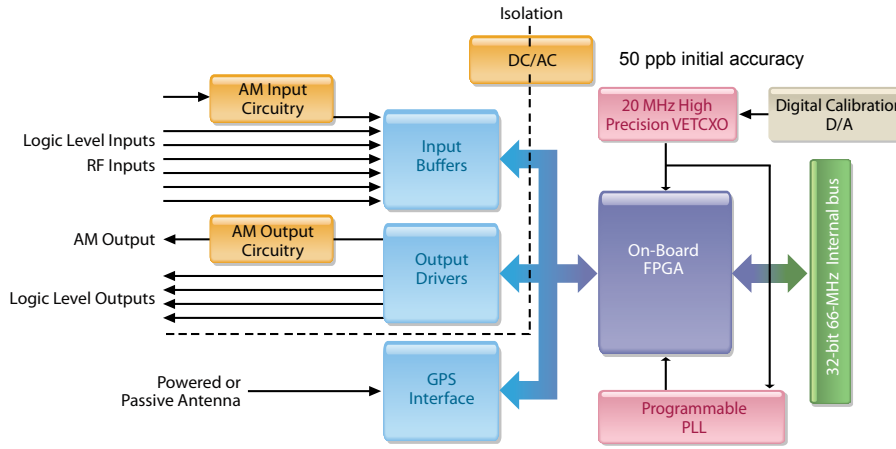 Isolation
DC/AC
50 ppb initial accuracy
AM Input
Circuitry
Logic Level Inputs
RF Inputs
Input
Buffers
20 MHz High
Precision VETCXO
Digital Calibration
D/A
AM Output
AM Output
Circuitry
Logic Level Outputs
Output
Drivers
On-Board
FPGA
32-bit 66-MHz Internal bus
Powered or
Passive Antenna
GPS
Interface
Programmable
PLL